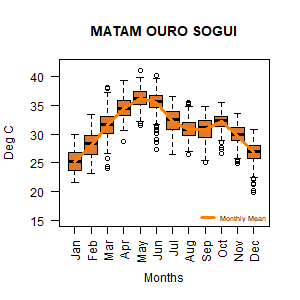 MATAM OURO SOGUI
Deg C
40
35
30
25
20
15
Monthly Mean
Jan
Feb
Mar
Apr
May
Jun
Jul
Aug
Sep
Oct
Nov
Dec
Months